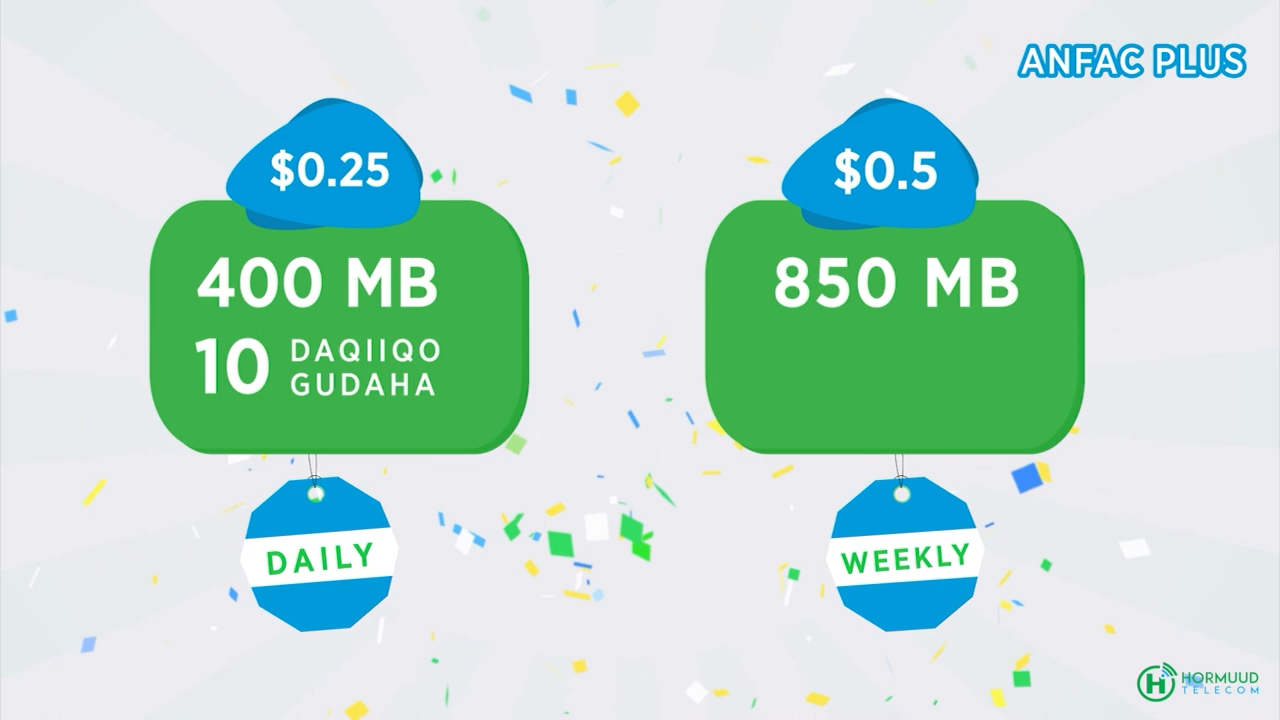 ANFAC PLUS
$0.25
400 MB
10 DAQIIQO
GUDAHA
DAILY
$0.5
850 MB
WEEKLY
HORMUUD
TELECOM